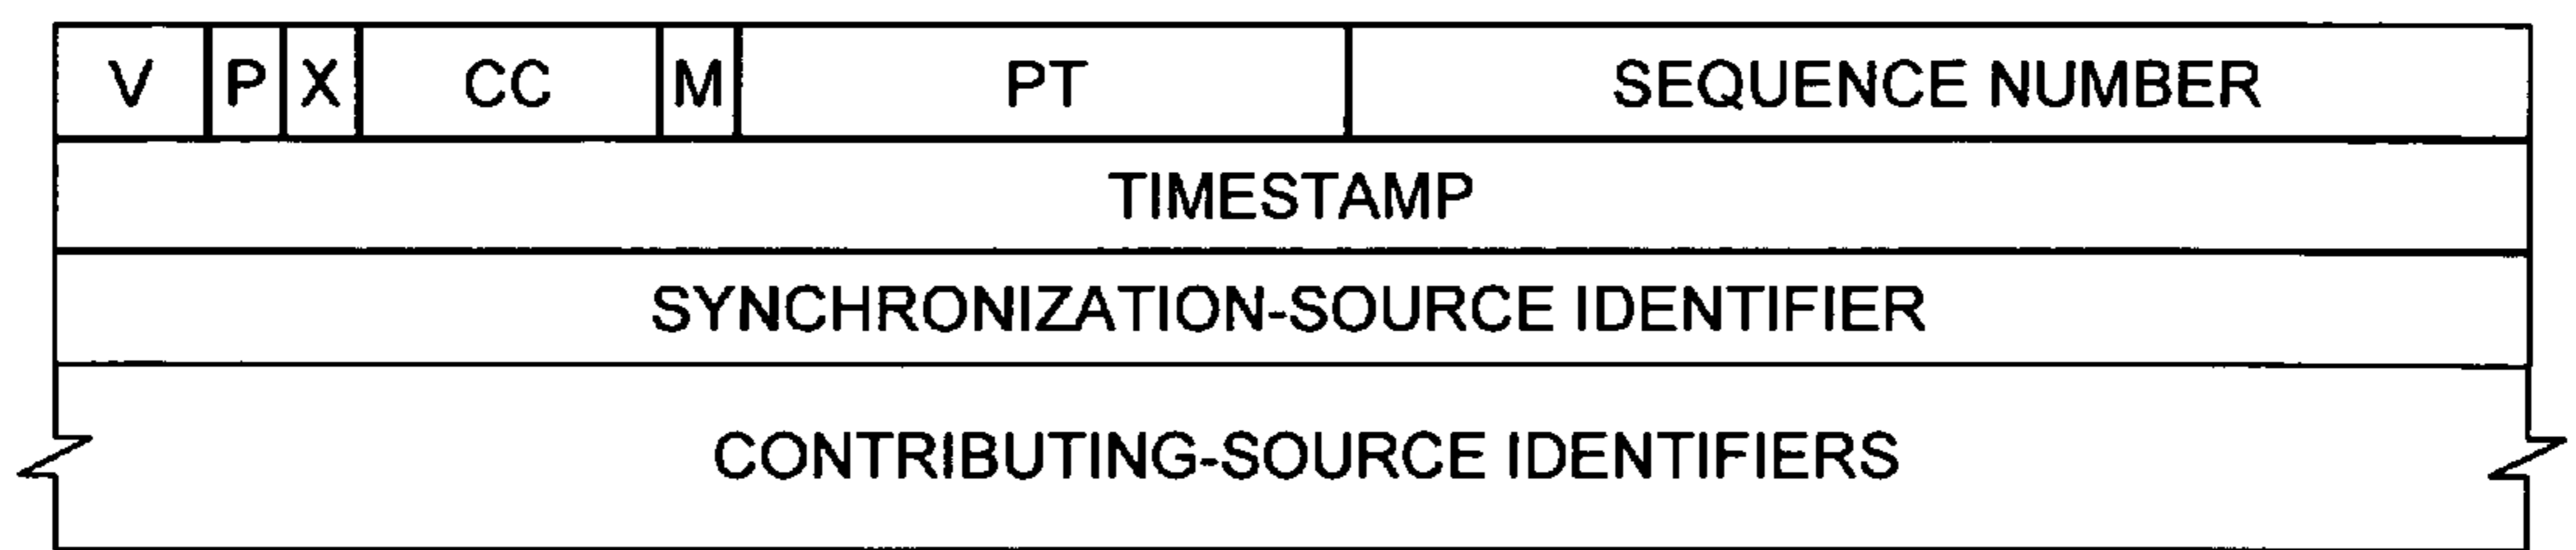 V P X CC M PT SEQUENCE NUMBER
TIMESTAMP
SYNCHRONIZATION-SOURCE IDENTIFIER
CONTRIBUTING-SOURCE IDENTIFIERS